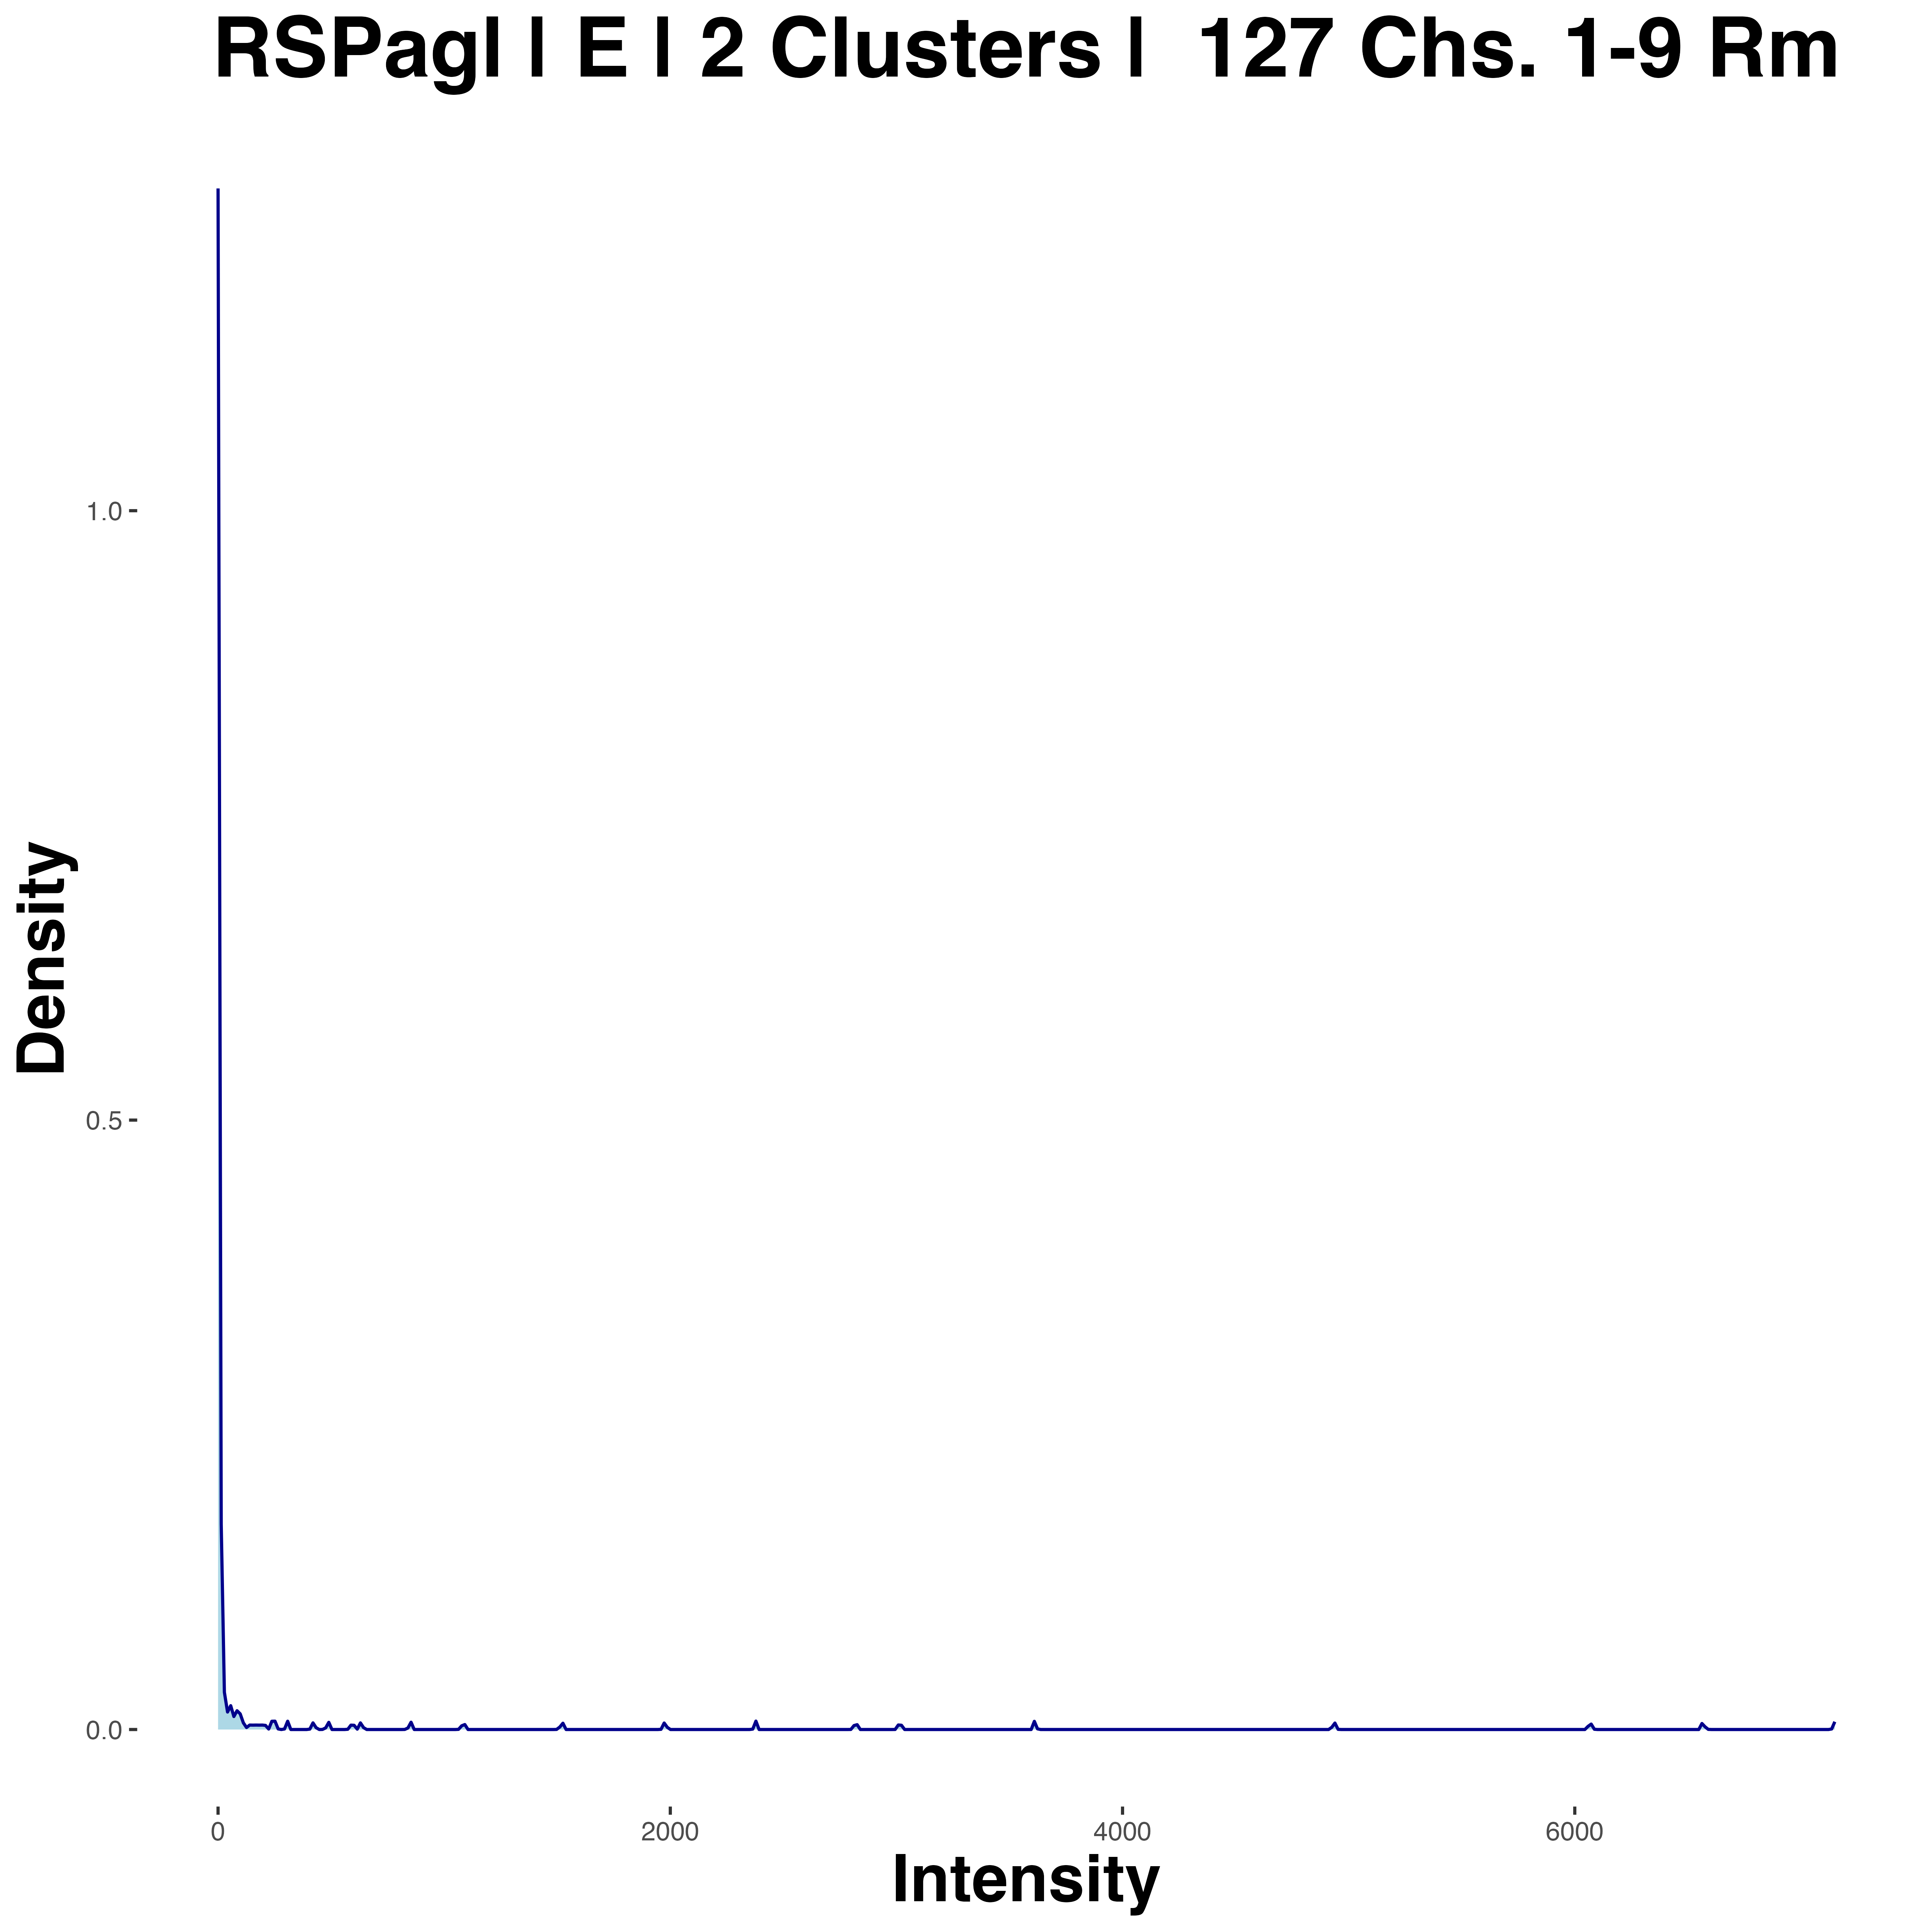 RSPagl | E | 2 Clusters | 127 Chs. 1-9 Rm
1.0
0.5
0.0
Density
0 2000 4000 6000
Intensity